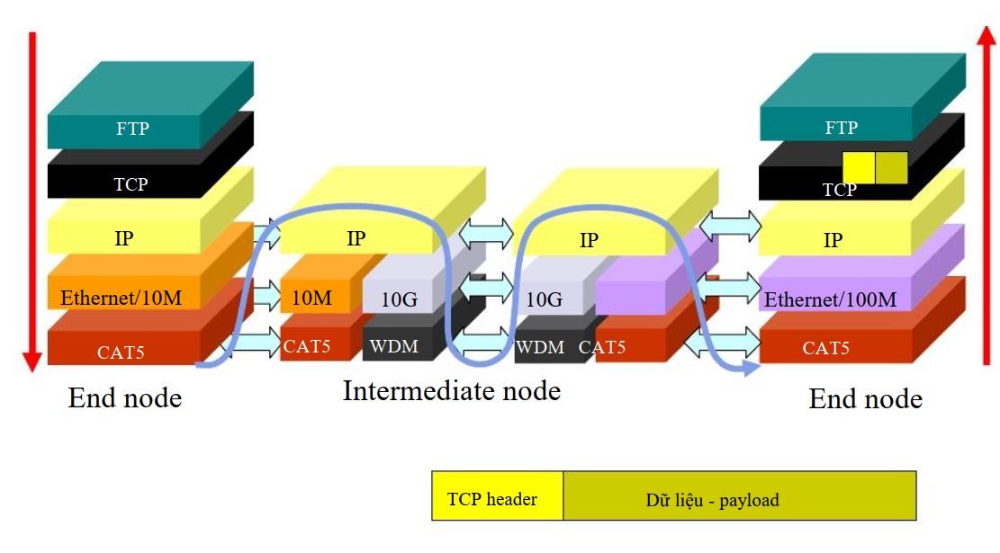 FTP
TCP
IP
Ethernet/10M
CAT5
End node
IP
10M
10G
CAT5
WDM
IP
10G
WDM
CAT5
Intermediate node
FTP
TCP
IP
Ethernet/100M
CAT5
End node
TCP header
Dữ liệu - payload